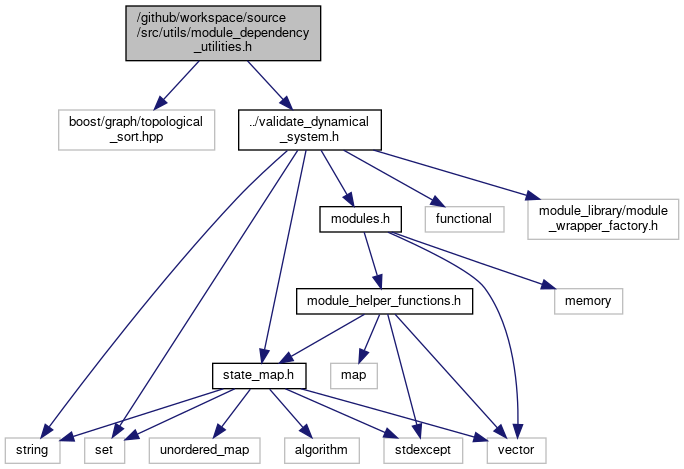 /github/workspace/source
/src/utils/module_dependency
_utilities.h
boost/graph/topological
_sort.hpp
../validate_dynamical
_system.h
modules.h
functional
module_library/module
_wrapper_factory.h
module_helper_functions.h
memory
state_map.h
map
string
set
unordered_map
algorithm
stdexcept
vector